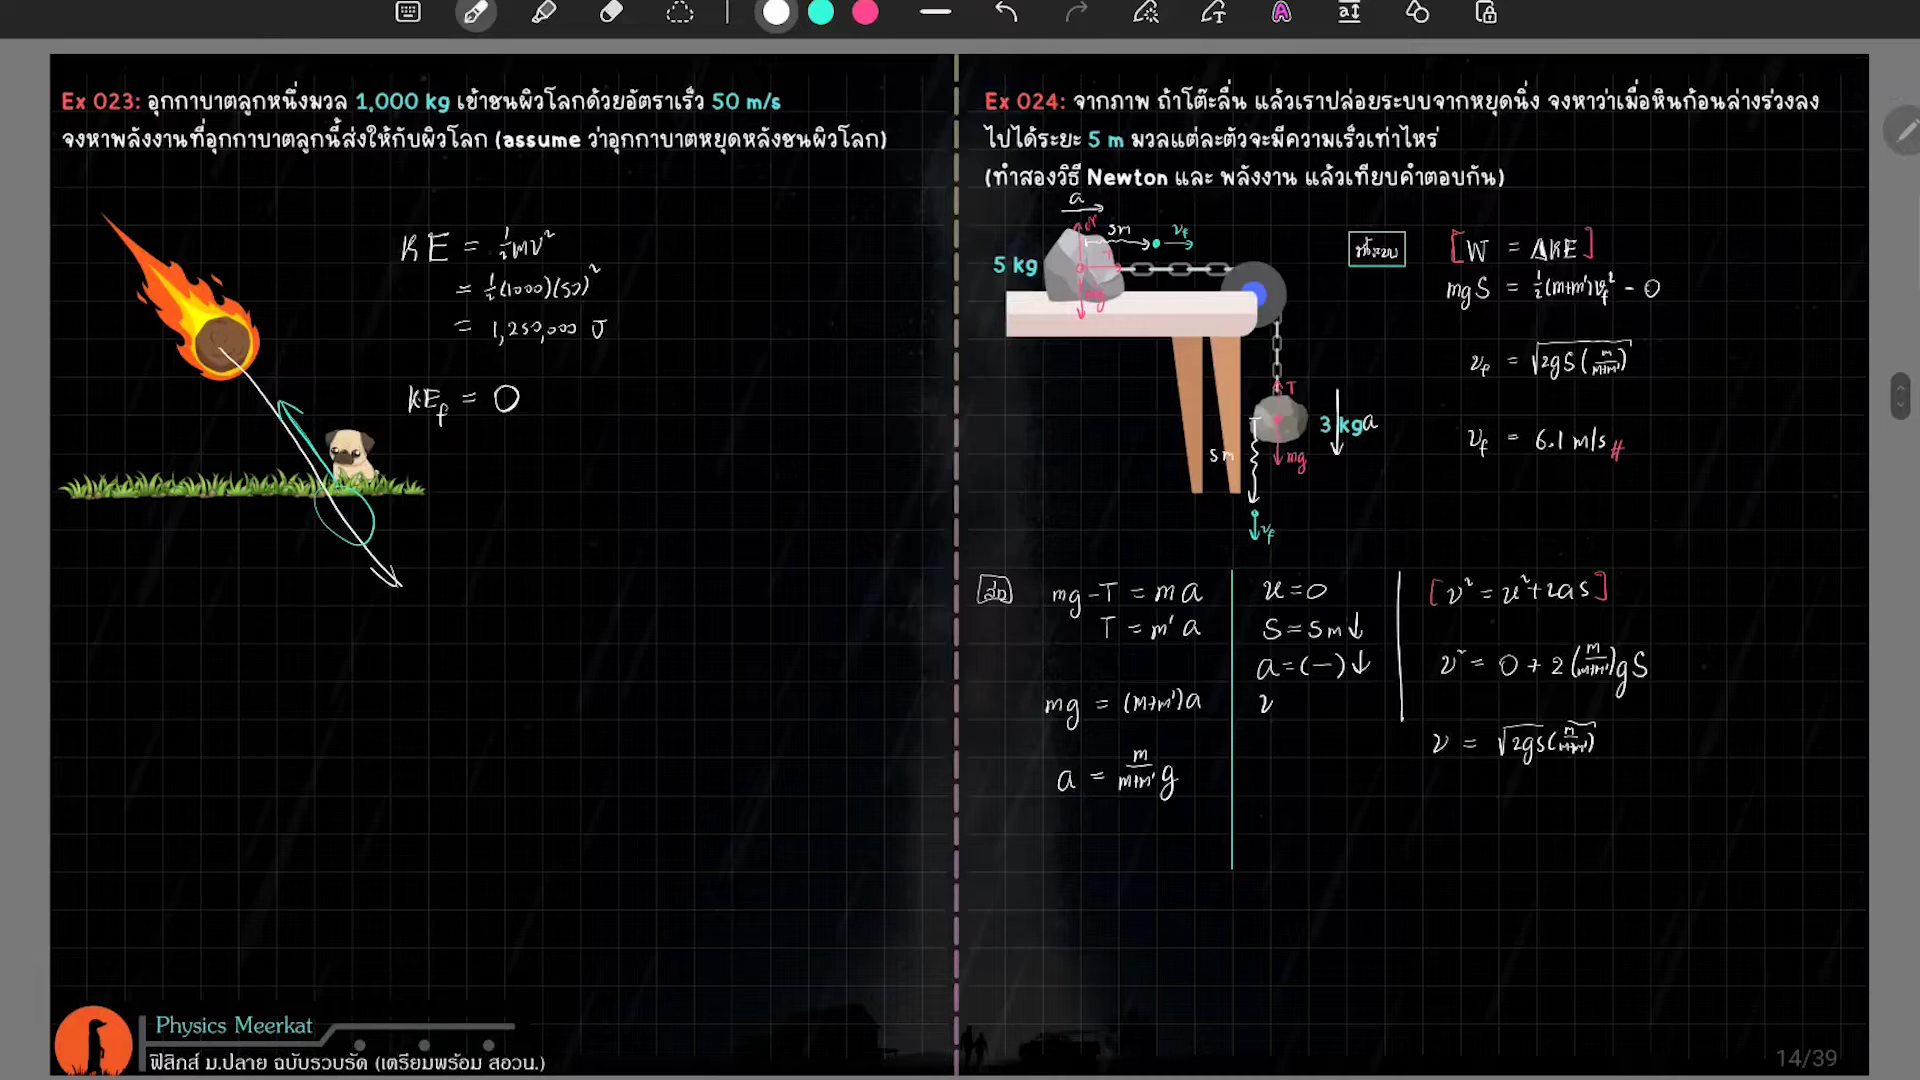 Ex 023: อุกกาบาตลูกหนึ่งมวล 1,000 kg เข้าชนผิวโลกด้วยอัตราเร็ว 50 m/s
จงหาพลังงานที่อุกกาบาตลูกนี้ส่งให้กับผิวโลก (assume ว่าอุกกาบาตหยุดหลังชนผิวโลก)
KE = ½mv²
= ½(1000)(50)²
= 1,250,000 J
KE_f = 0
Ex 024: จากภาพ ถ้าโต๊ะลื่น แล้วเราปล่อยระบบจากหยุดนิ่ง จงหาว่าเมื่อหินก้อนล่างร่วงลง
ไปได้ระยะ 5 m มวลแต่ละตัวจะมีความเร็วเท่าไหร่
(ทำสองวิธี Newton และ พลังงาน แล้วเทียบคำตอบกัน)
a
N
5m
v_f
5 kg
T
mg
T
3 kg
a
5m
mg
v_f
ทั้งระบบ
[W = ΔKE]
mgS = ½(m+m')v_f² - 0
v_f = √2gS(m/m+m')
v_f = 6.1 m/s #
mg - T = ma
T = m'a
mg = (m+m')a
a = m/m+m' g
u = 0
S = 5m ↓
a = (-) ↓
v
[v² = u² + 2as]
v² = 0 + 2(m/m+m')gS
v = √2gS(m/m+m')
Physics Meerkat
ฟิสิกส์ ม.ปลาย ฉบับรวบรัด (เตรียมพร้อม สอวน.)
14/39